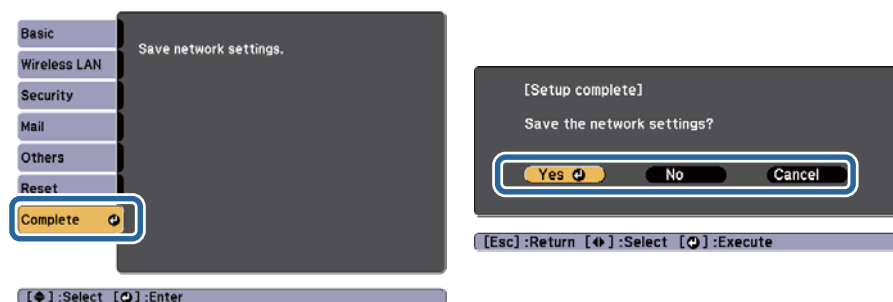 Basic
Wireless LAN
Security
Mail
Others
Reset
Complete
Save network settings.
[◆] :Select [⏎] :Enter
[Setup complete]
Save the network settings?
Yes ⏎ No Cancel
[Esc] :Return [◀▶] :Select [⏎] :Execute